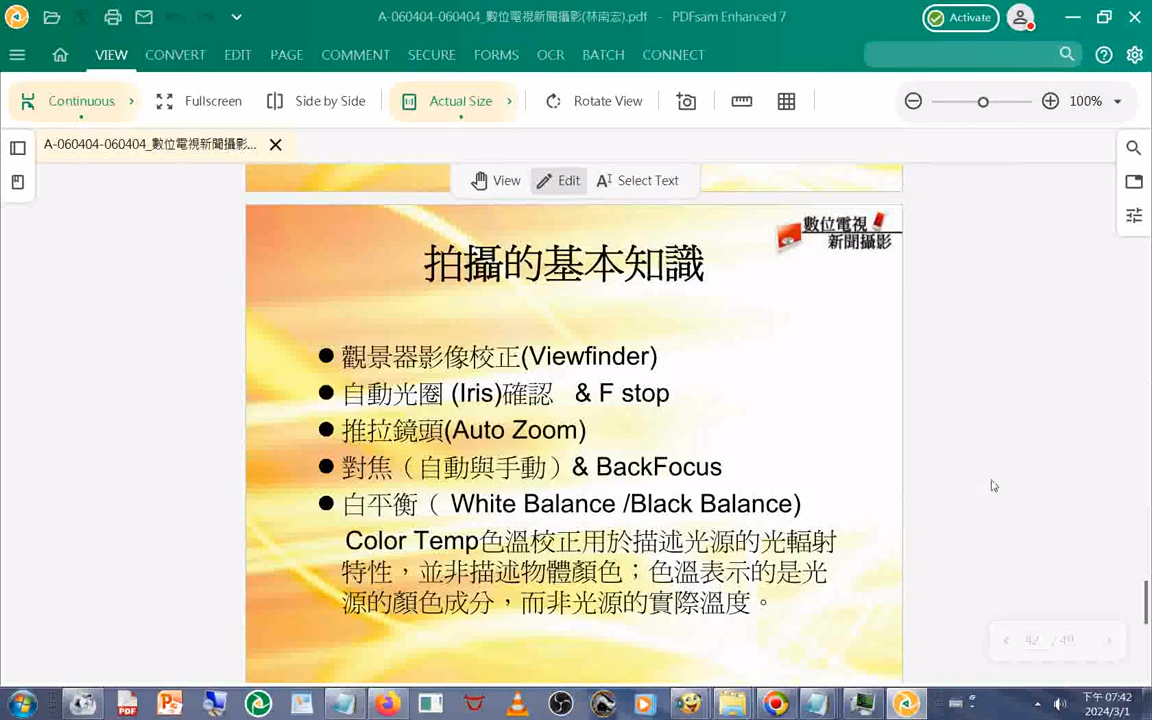 A-060404-060404_數位電視新聞攝影(林南宏).pdf - PDFsam Enhanced 7
Activate
VIEW CONVERT EDIT PAGE COMMENT SECURE FORMS OCR BATCH CONNECT
Continuous Fullscreen Side by Side Actual Size Rotate View 100%
A-060404-060404_數位電視新聞攝影...
View Edit Select Text
數位電視
新聞攝影
拍攝的基本知識
觀景器影像校正(Viewfinder)
自動光圈 (Iris)確認 & F stop
推拉鏡頭(Auto Zoom)
對焦（自動與手動）& BackFocus
白平衡（ White Balance /Black Balance)
Color Temp色溫校正用於描述光源的光輻射
特性，並非描述物體顏色；色溫表示的是光
源的顏色成分，而非光源的實際溫度。
42 / 49
下午 07:42
2024/3/1